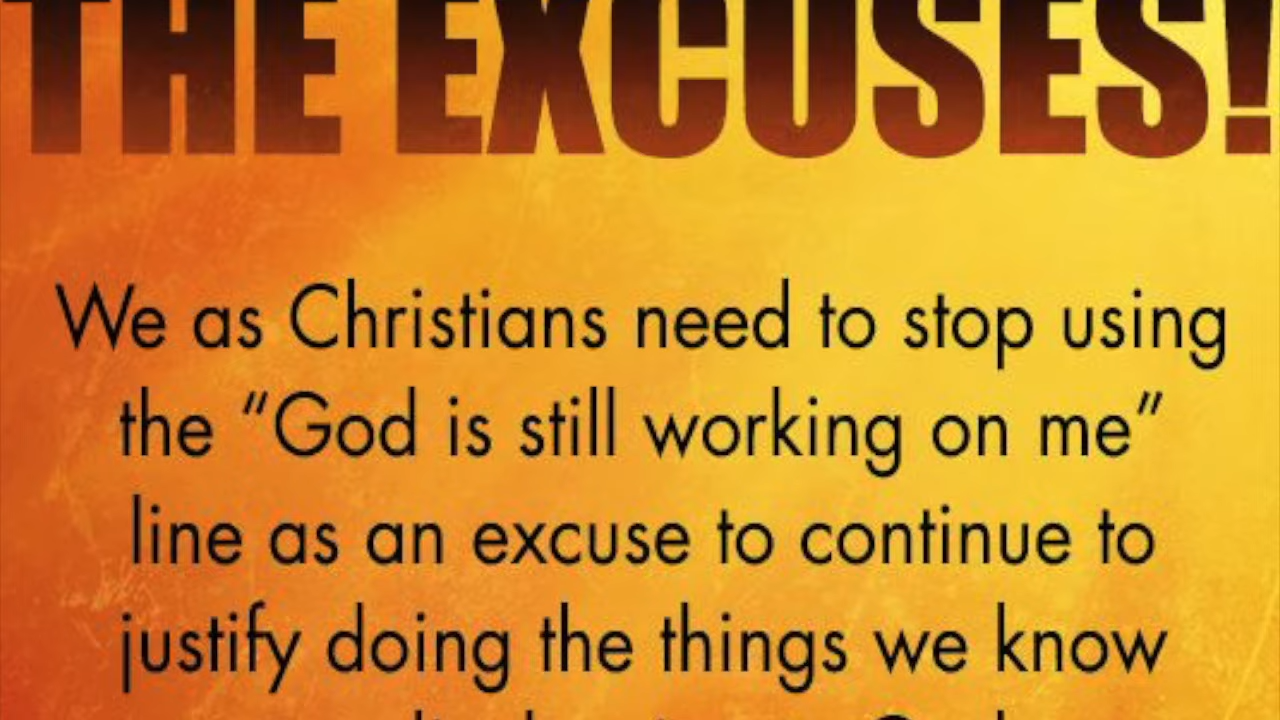 THE EXCUSES!
We as Christians need to stop using
the “God is still working on me”
line as an excuse to continue to
justify doing the things we know